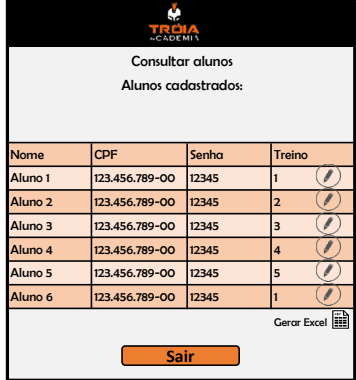 TRÓIA
ACADEMIA
Consultar alunos
Alunos cadastrados:
Nome CPF Senha Treino
Aluno 1 123.456.789-00 12345 1
Aluno 2 123.456.789-00 12345 2
Aluno 3 123.456.789-00 12345 3
Aluno 4 123.456.789-00 12345 4
Aluno 5 123.456.789-00 12345 5
Aluno 6 123.456.789-00 12345 1
Gerar Excel
Sair